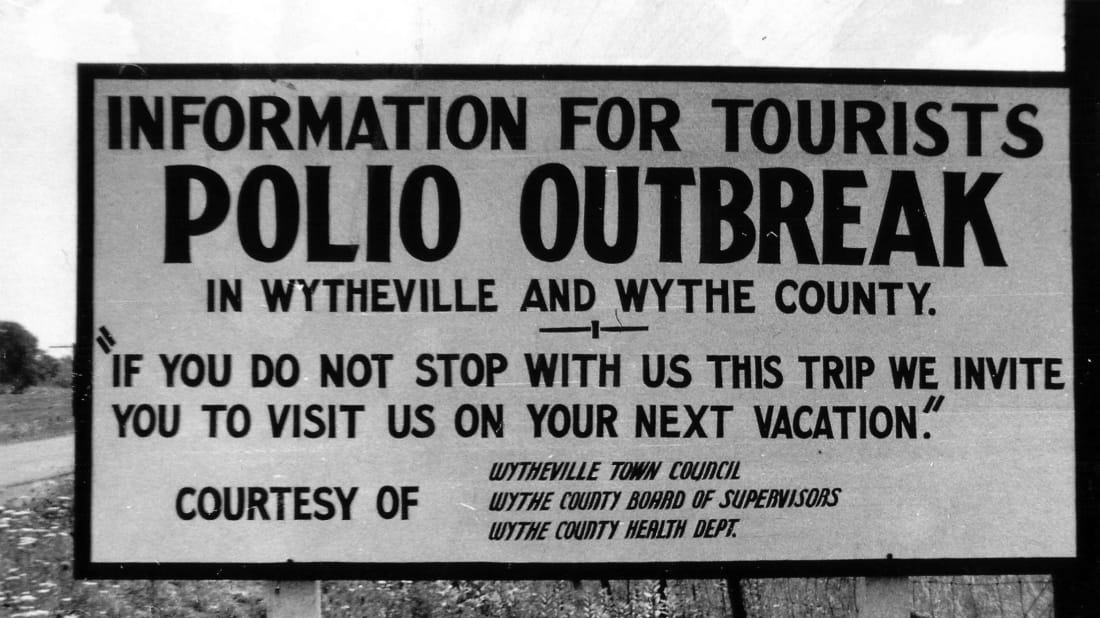 INFORMATION FOR TOURISTS
POLIO OUTBREAK
IN WYTHEVILLE AND WYTHE COUNTY.
"IF YOU DO NOT STOP WITH US THIS TRIP WE INVITE
YOU TO VISIT US ON YOUR NEXT VACATION."
COURTESY OF
WYTHEVILLE TOWN COUNCIL
WYTHE COUNTY BOARD OF SUPERVISORS
WYTHE COUNTY HEALTH DEPT.